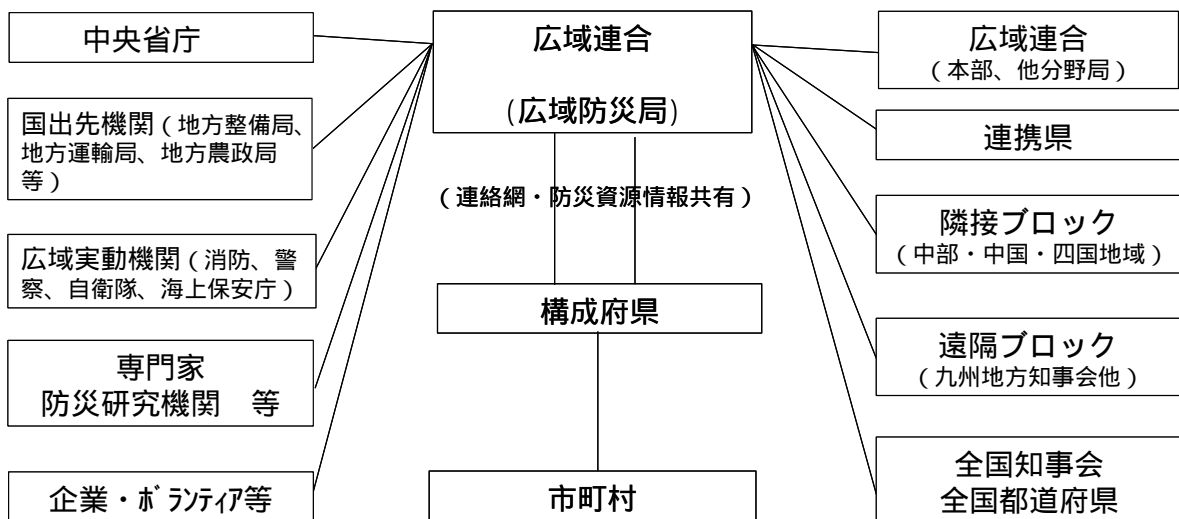 中央省庁
国出先機関（地方整備局、
地方運輸局、地方農政局
等）
広域実動機関（消防、警
察、自衛隊、海上保安庁）
専門家
防災研究機関　等
企業・ﾎﾞﾗﾝﾃｨｱ等
広域連合
(広域防災局)
（連絡網・防災資源情報共有）
構成府県
市町村
広域連合
（本部、他分野局）
連携県
隣接ブロック
（中部・中国・四国地域）
遠隔ブロック
（九州地方知事会他）
全国知事会
全国都道府県